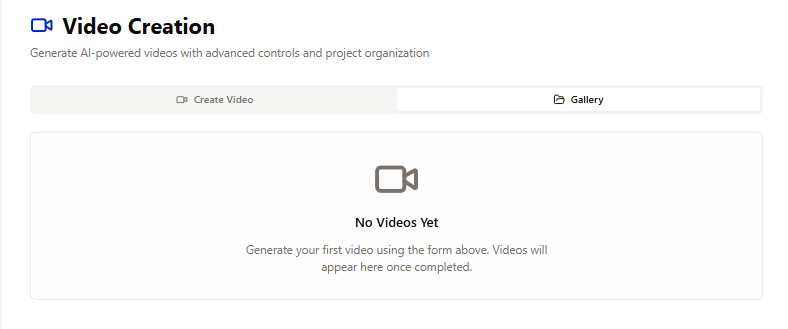 Video Creation
Generate AI-powered videos with advanced controls and project organization
Create Video
Gallery
No Videos Yet
Generate your first video using the form above. Videos will
appear here once completed.